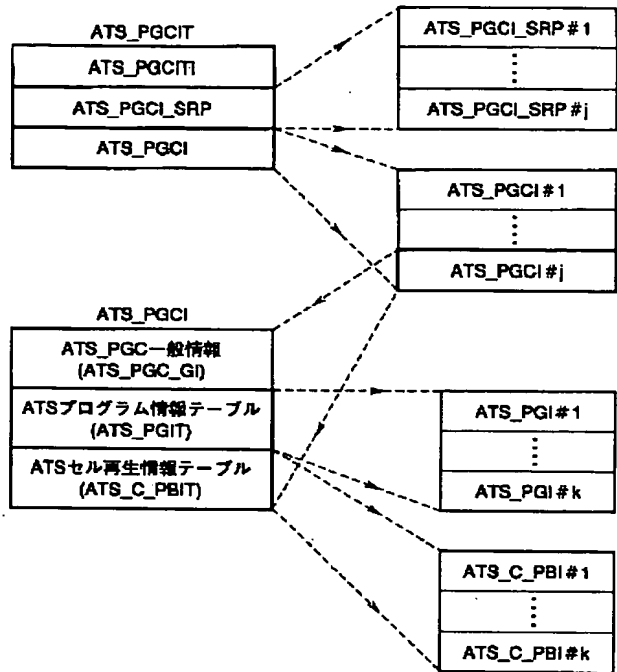 ATS_PGCIT
ATS_PGCITI
ATS_PGCI_SRP
ATS_PGCI
ATS_PGCI_SRP#1
ATS_PGCI_SRP#j
ATS_PGCI#1
ATS_PGCI#j
ATS_PGCI
ATS_PGC一般情報
(ATS_PGC_GI)
ATSプログラム情報テーブル
(ATS_PGIT)
ATSセル再生情報テーブル
(ATS_C_PBIT)
ATS_PGI#1
ATS_PGI#k
ATS_C_PBI#1
ATS_C_PBI#k